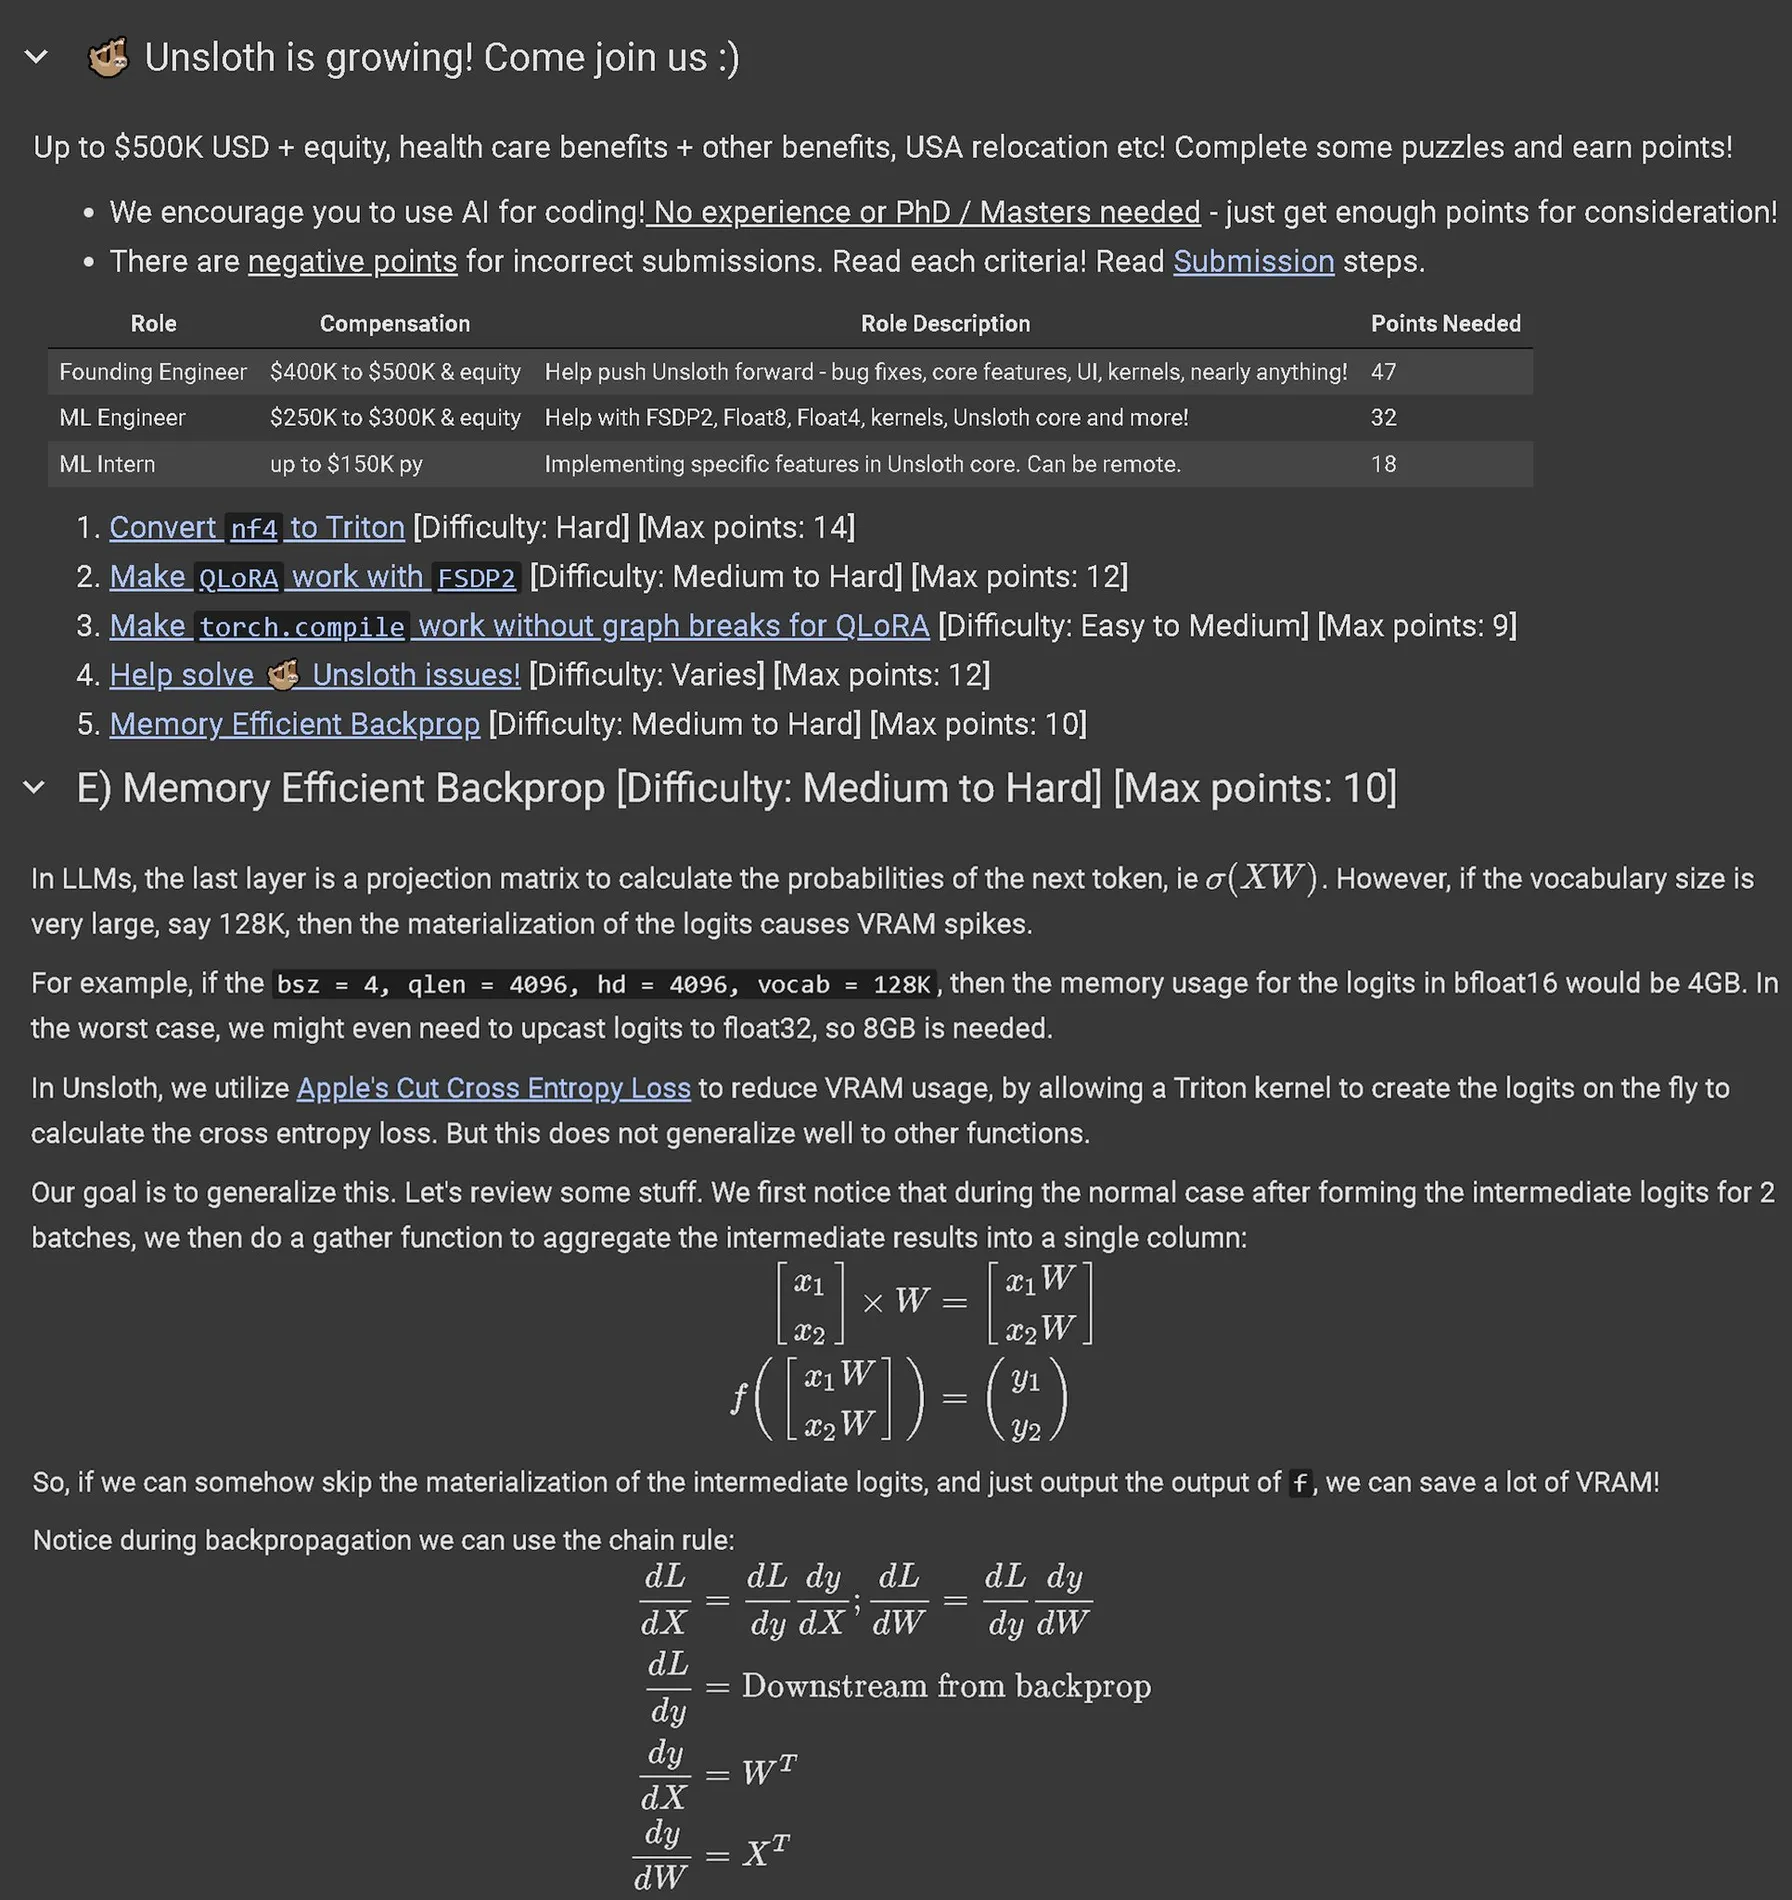 🦥 Unsloth is growing! Come join us :)
Up to $500K USD + equity, health care benefits + other benefits, USA relocation etc! Complete some puzzles and earn points!
• We encourage you to use AI for coding! No experience or PhD / Masters needed - just get enough points for consideration!
• There are negative points for incorrect submissions. Read each criteria! Read Submission steps.
Role Compensation Role Description Points Needed
Founding Engineer $400K to $500K & equity Help push Unsloth forward - bug fixes, core features, UI, kernels, nearly anything! 47
ML Engineer $250K to $300K & equity Help with FSDP2, Float8, Float4, kernels, Unsloth core and more! 32
ML Intern up to $150K py Implementing specific features in Unsloth core. Can be remote. 18
1. Convert nf4 to Triton [Difficulty: Hard] [Max points: 14]
2. Make QLoRA work with FSDP2 [Difficulty: Medium to Hard] [Max points: 12]
3. Make torch.compile work without graph breaks for QLoRA [Difficulty: Easy to Medium] [Max points: 9]
4. Help solve 🦥 Unsloth issues! [Difficulty: Varies] [Max points: 12]
5. Memory Efficient Backprop [Difficulty: Medium to Hard] [Max points: 10]
E) Memory Efficient Backprop [Difficulty: Medium to Hard] [Max points: 10]
In LLMs, the last layer is a projection matrix to calculate the probabilities of the next token, ie σ(XW). However, if the vocabulary size is
very large, say 128K, then the materialization of the logits causes VRAM spikes.
For example, if the bsz = 4, qlen = 4096, hd = 4096, vocab = 128K, then the memory usage for the logits in bfloat16 would be 4GB. In
the worst case, we might even need to upcast logits to float32, so 8GB is needed.
In Unsloth, we utilize Apple's Cut Cross Entropy Loss to reduce VRAM usage, by allowing a Triton kernel to create the logits on the fly to
calculate the cross entropy loss. But this does not generalize well to other functions.
Our goal is to generalize this. Let's review some stuff. We first notice that during the normal case after forming the intermediate logits for 2
batches, we then do a gather function to aggregate the intermediate results into a single column:
[x₁; x₂] × W = [x₁W; x₂W]
f([x₁W; x₂W]) = (y₁; y₂)
So, if we can somehow skip the materialization of the intermediate logits, and just output the output of f, we can save a lot of VRAM!
Notice during backpropagation we can use the chain rule:
dL/dX = dL/dy dy/dX; dL/dW = dL/dy dy/dW
dL/dy = Downstream from backprop
dy/dX = Wᵀ
dy/dW = Xᵀ